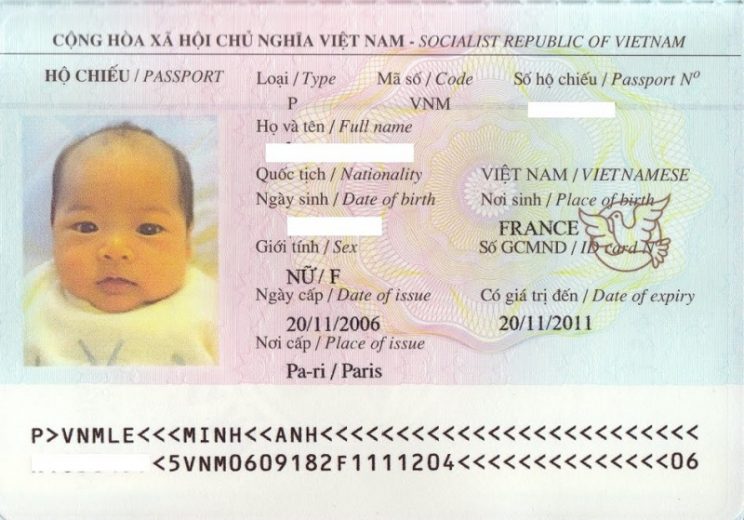 CỘNG HÒA XÃ HỘI CHỦ NGHĨA VIỆT NAM - SOCIALIST REPUBLIC OF VIETNAM
HỘ CHIẾU / PASSPORT
Loại / Type Mã số / Code Số hộ chiếu / Passport Nº
P VNM
Họ và tên / Full name
Quốc tịch / Nationality VIỆT NAM / VIETNAMESE
Ngày sinh / Date of birth Nơi sinh / Place of birth
FRANCE
Giới tính / Sex Số GCMND / ID card Nº
NỮ/ F
Ngày cấp / Date of issue Có giá trị đến / Date of expiry
20/11/2006 20/11/2011
Nơi cấp / Place of issue
Pa-ri / Paris
P>VNMLE<<<MINH<<ANH<<<<<<<<<<<<<<<<<<<<<<<<<
<5VNM0609182F1111204<<<<<<<<<<<<<<06